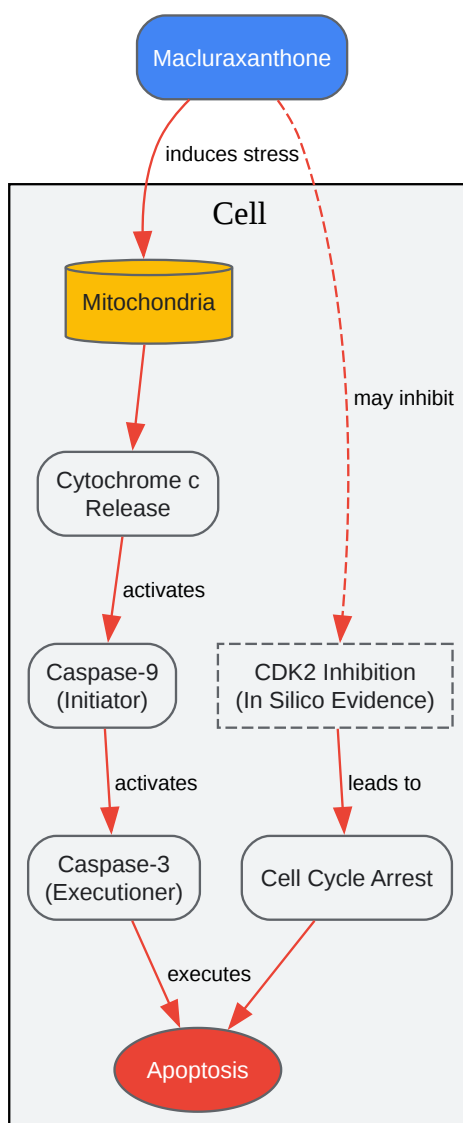 Macluraxanthone
induces stress
Cell
Mitochondria
may inhibit
Cytochrome c
Release
activates
Caspase-9
(Initiator)
CDK2 Inhibition
(In Silico Evidence)
activates
leads to
Caspase-3
(Executioner)
Cell Cycle Arrest
executes
Apoptosis